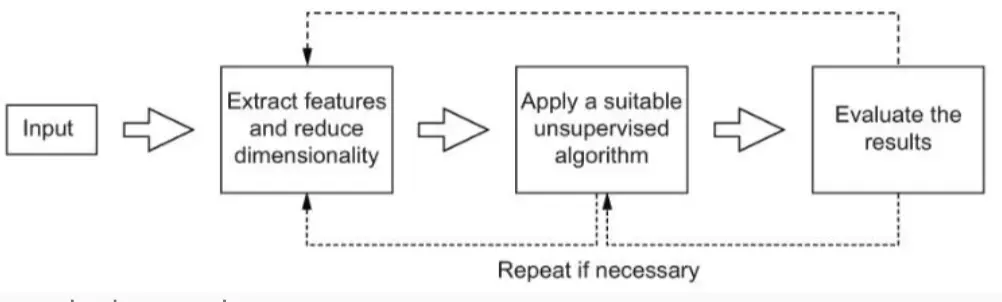 Input
Extract features
and reduce
dimensionality
Apply a suitable
unsupervised
algorithm
Evaluate the
results
Repeat if necessary